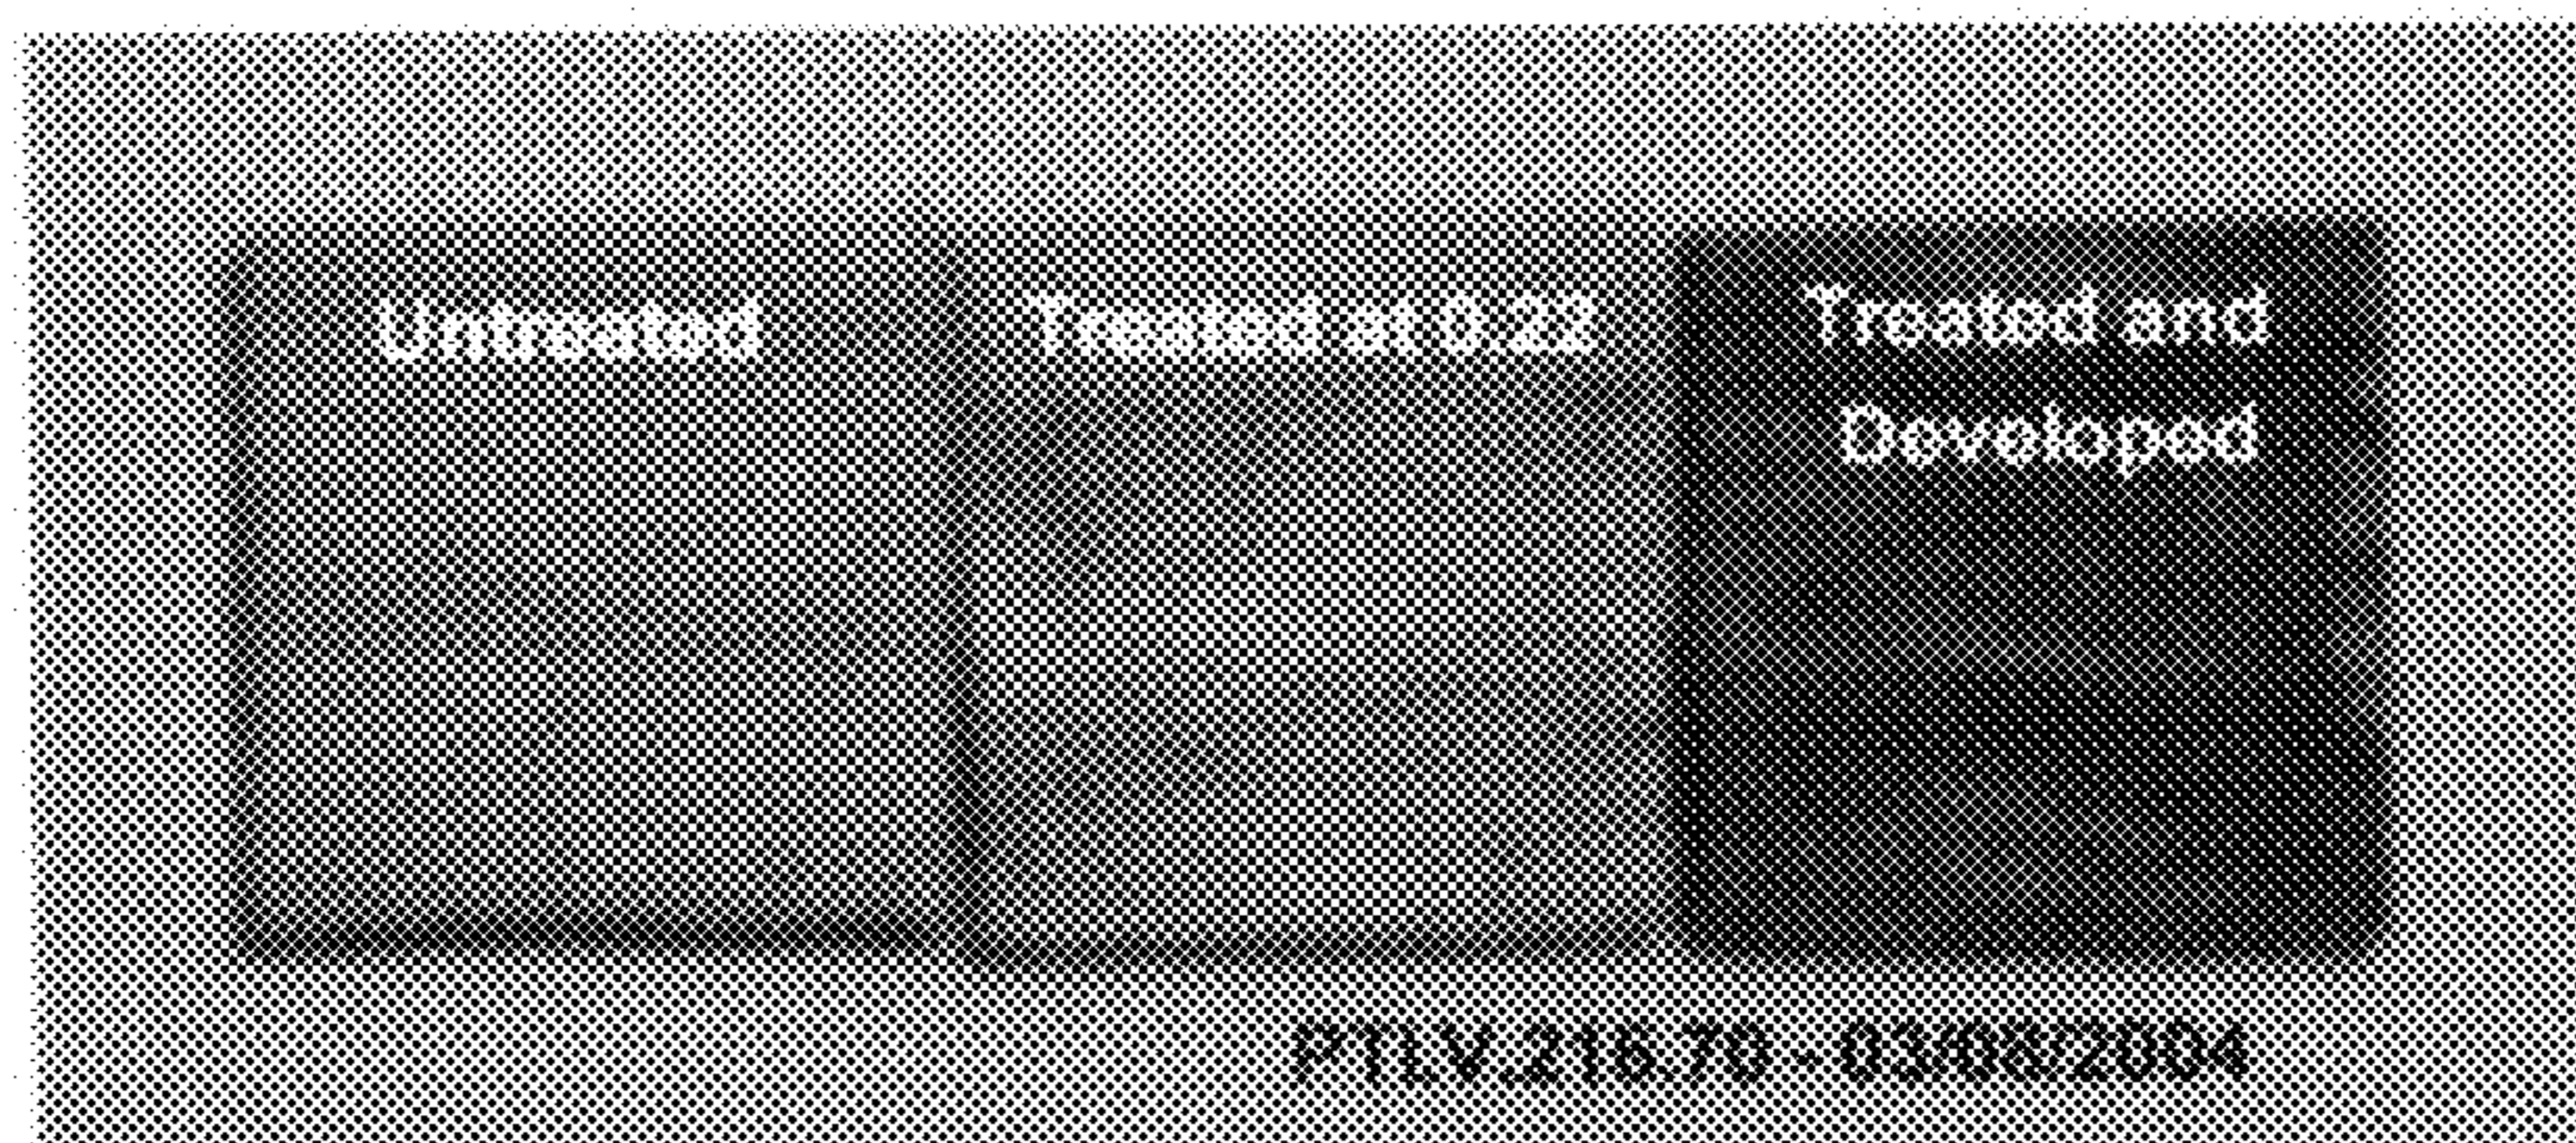 Untreated
Treated at 0.22
Treated and
Developed
PTLV.216.70 - 03/08/2004